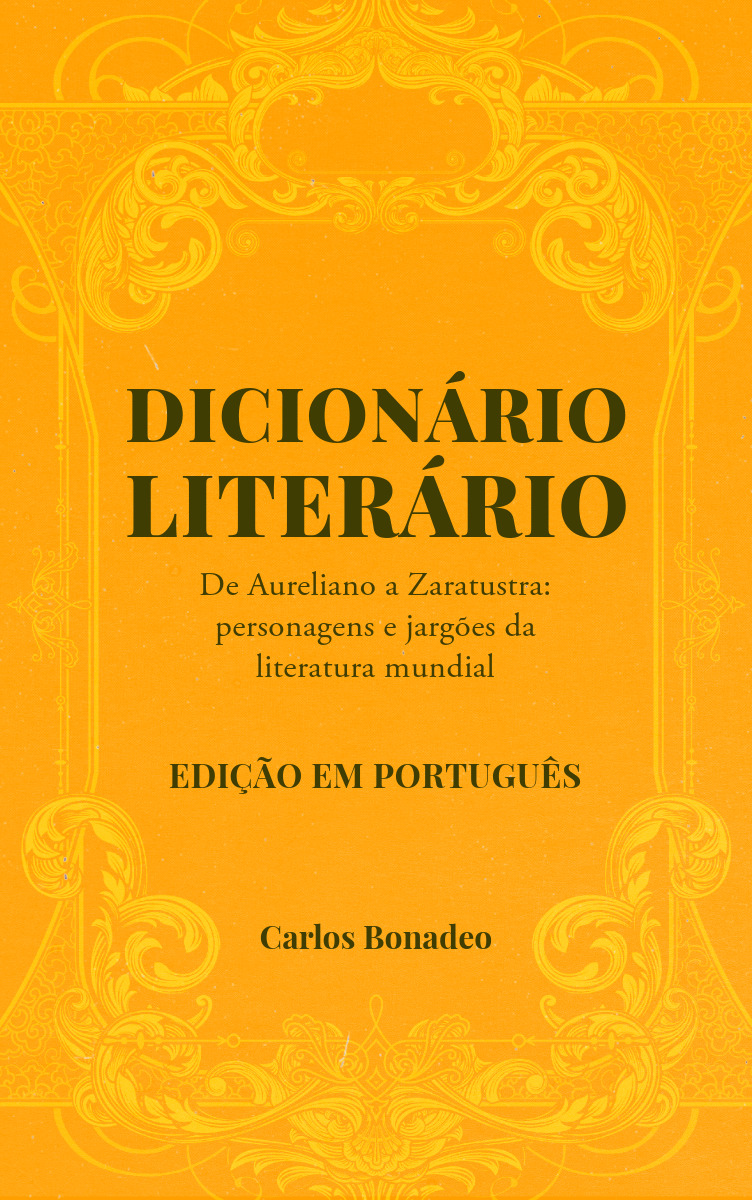 DICIONÁRIO
LITERÁRIO
De Aureliano a Zaratustra:
personagens e jargões da
literatura mundial
EDIÇÃO EM PORTUGUÊS
Carlos Bonadeo